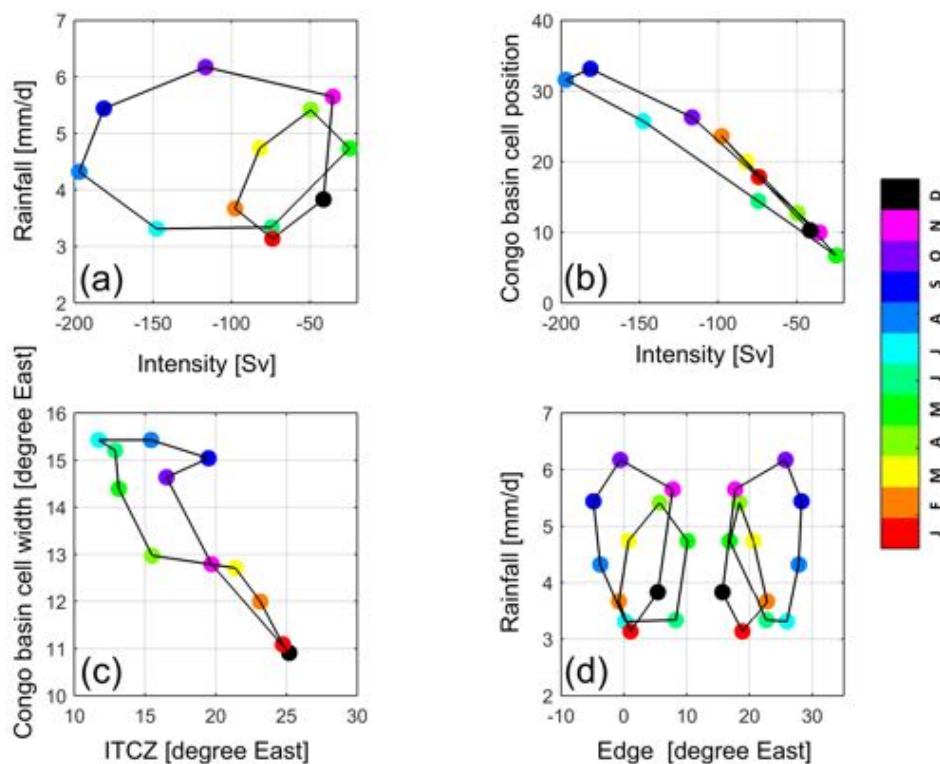 7
6
5
4
3
2
Rainfall [mm/d]
(a)
-200 -150 -100 -50
Intensity [Sv]
40
30
20
10
0
Congo basin cell position
(b)
-200 -150 -100 -50
Intensity [Sv]
16
15
14
13
12
11
10
Congo basin cell width [degree East]
(c)
10 15 20 25 30
ITCZ [degree East]
7
6
5
4
3
2
Rainfall [mm/d]
(d)
-10 0 10 20 30
Edge [degree East]
D
N
O
S
A
J
J
M
A
M
F
J